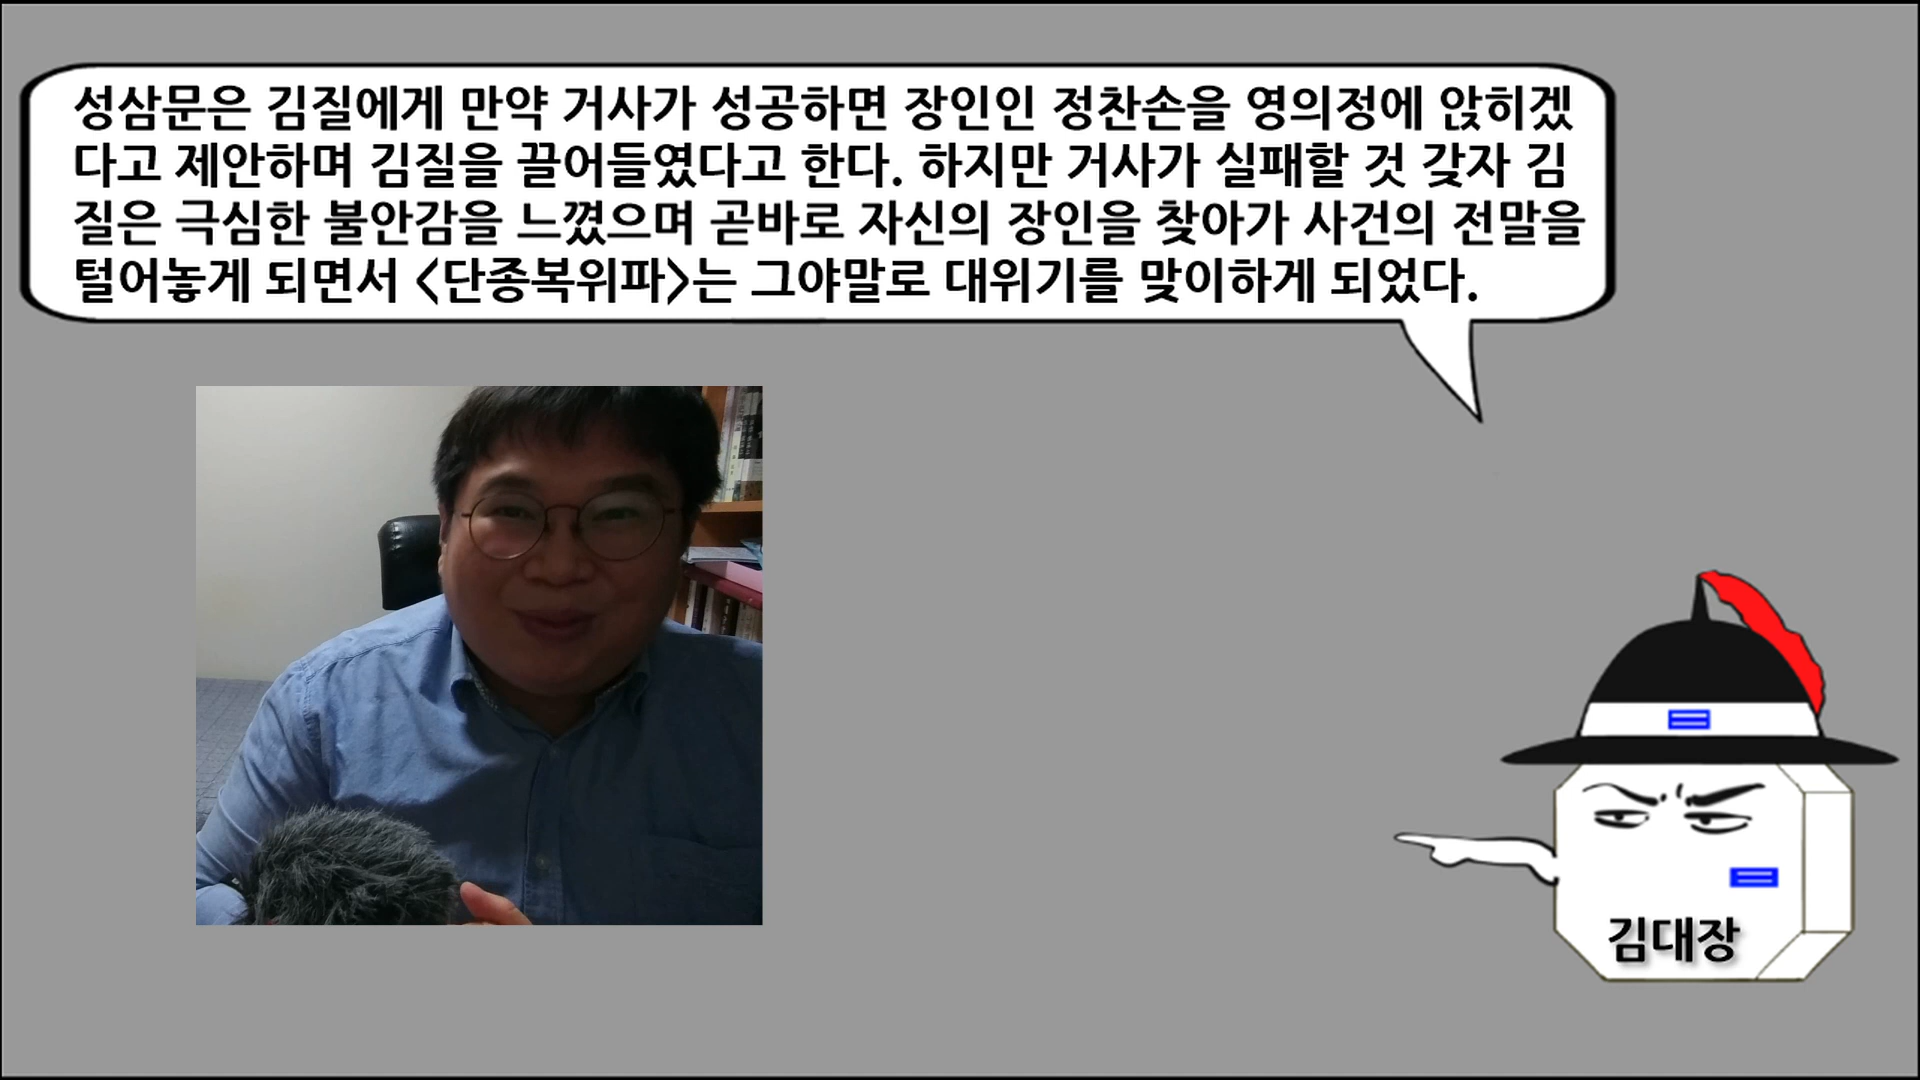 성삼문은 김질에게 만약 거사가 성공하면 장인인 정찬손을 영의정에 앉히겠
다고 제안하며 김질을 끌어들였다고 한다. 하지만 거사가 실패할 것 갖자 김
질은 극심한 불안감을 느꼈으며 곧바로 자신의 장인을 찾아가 사건의 전말을
털어놓게 되면서 <단종복위파>는 그야말로 대위기를 맞이하게 되었다.
김대장